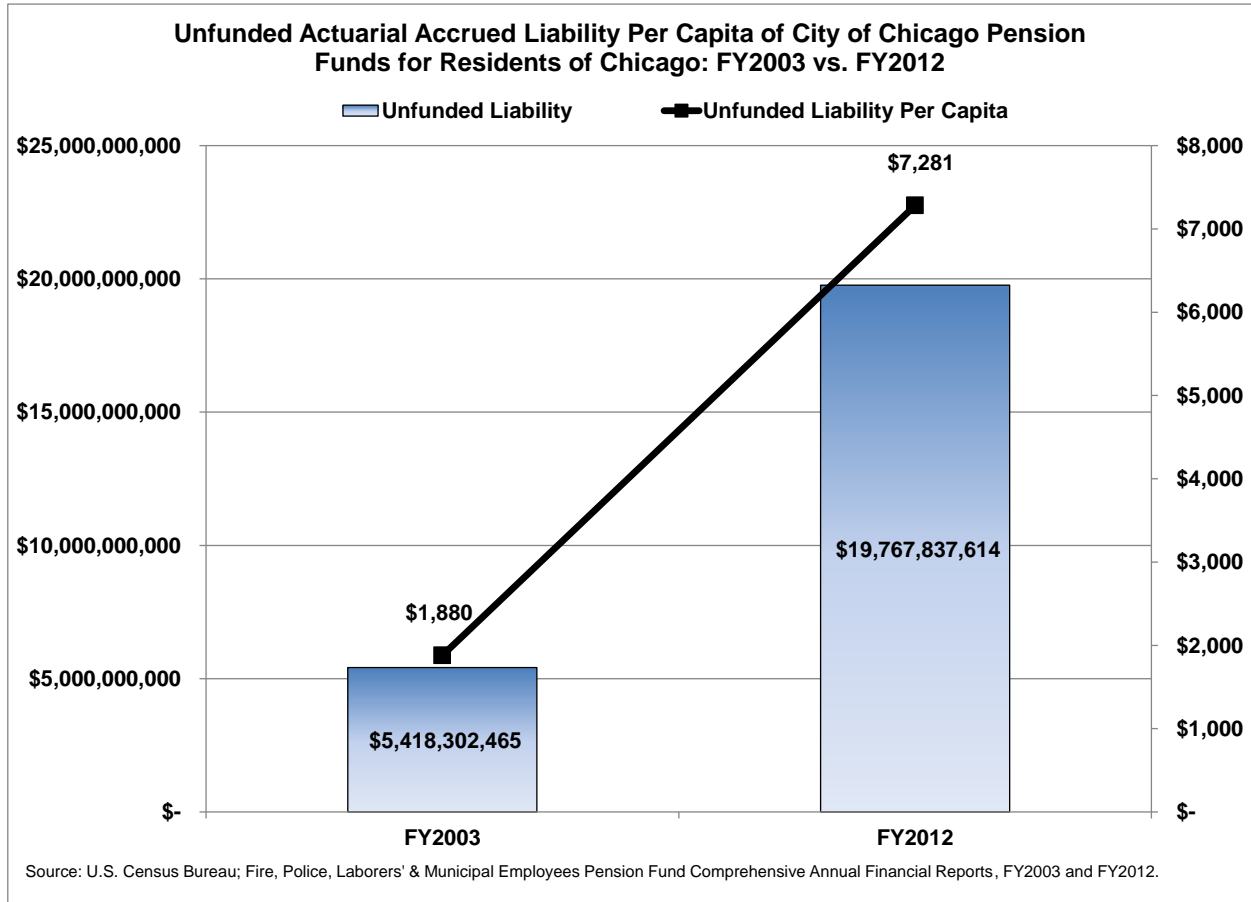 Unfunded Actuarial Accrued Liability Per Capita of City of Chicago Pension
Funds for Residents of Chicago: FY2003 vs. FY2012
Unfunded Liability
Unfunded Liability Per Capita
$25,000,000,000
$20,000,000,000
$15,000,000,000
$10,000,000,000
$5,000,000,000
$-
$8,000
$7,000
$6,000
$5,000
$4,000
$3,000
$2,000
$1,000
$-
$7,281
$19,767,837,614
$1,880
$5,418,302,465
FY2003
FY2012
Source: U.S. Census Bureau; Fire, Police, Laborers' & Municipal Employees Pension Fund Comprehensive Annual Financial Reports, FY2003 and FY2012.